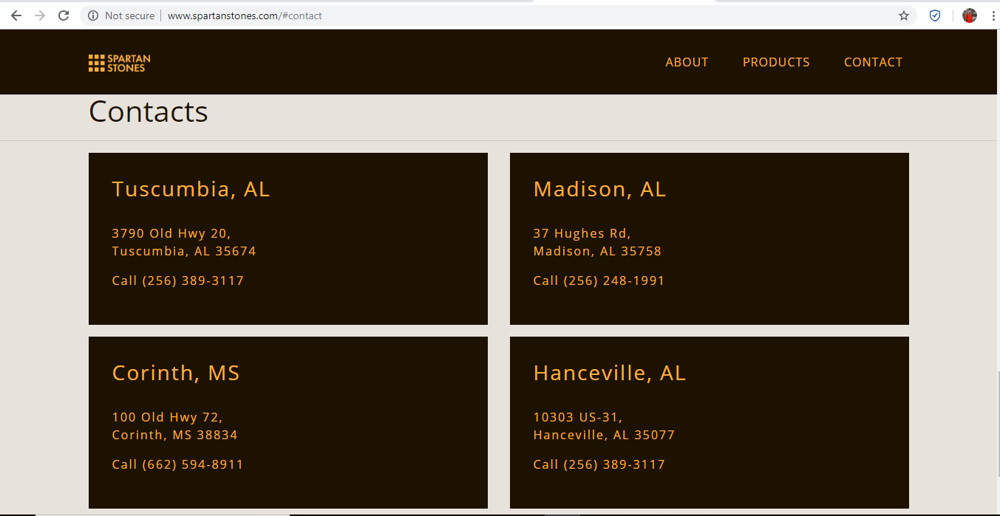 Not secure | www.spartanstones.com/#contact
SPARTAN
STONES
ABOUT
PRODUCTS
CONTACT
Contacts
Tuscumbia, AL
3790 Old Hwy 20,
Tuscumbia, AL 35674
Call (256) 389-3117
Madison, AL
37 Hughes Rd,
Madison, AL 35758
Call (256) 248-1991
Corinth, MS
100 Old Hwy 72,
Corinth, MS 38834
Call (662) 594-8911
Hanceville, AL
10303 US-31,
Hanceville, AL 35077
Call (256) 389-3117